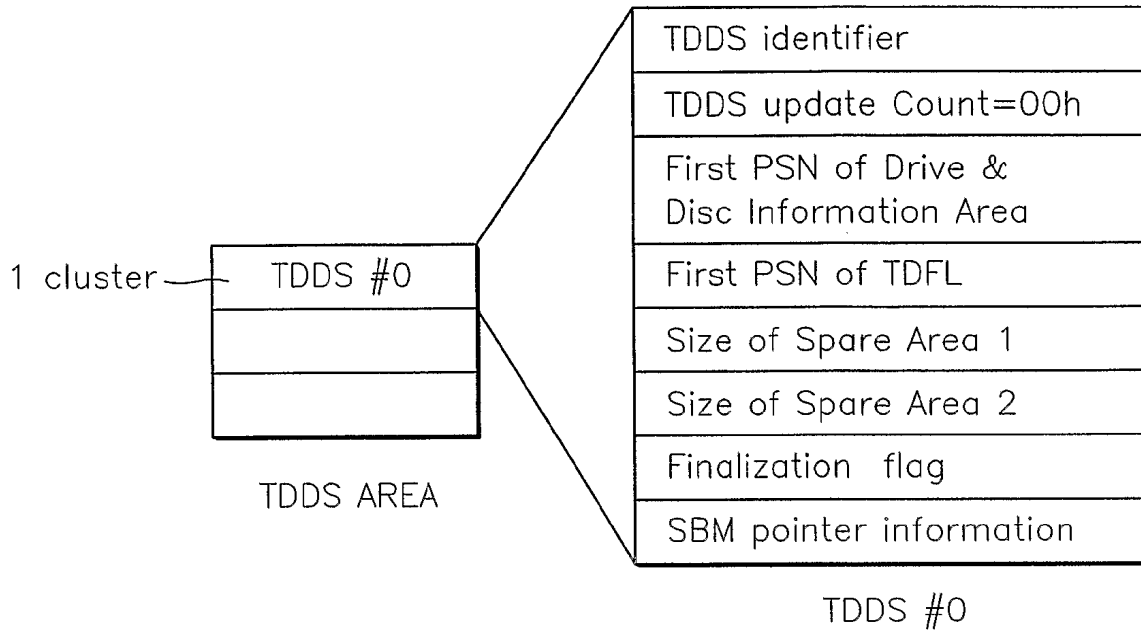 1 cluster
TDDS #0
TDDS AREA
TDDS identifier
TDDS update Count=00h
First PSN of Drive &
Disc Information Area
First PSN of TDFL
Size of Spare Area 1
Size of Spare Area 2
Finalization flag
SBM pointer information
TDDS #0